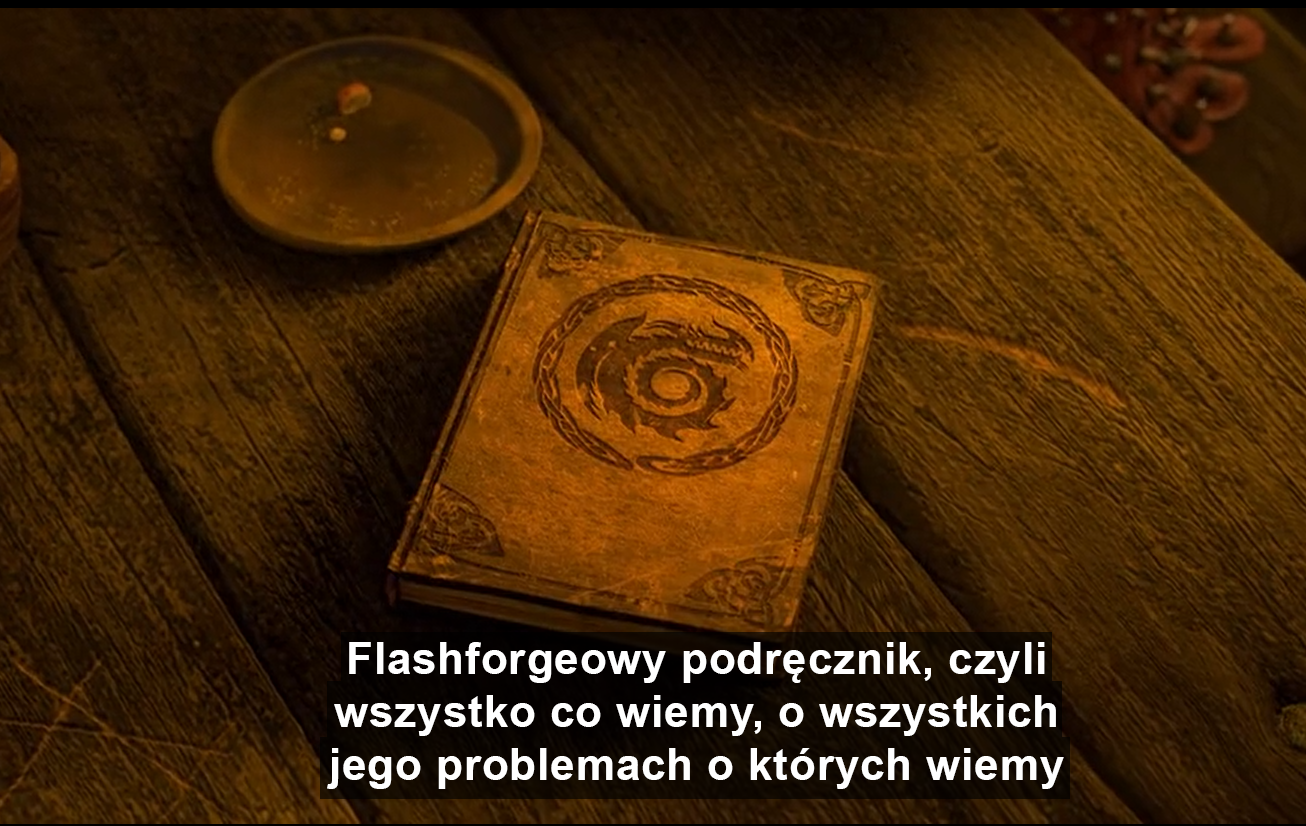 Flashforgeowy podręcznik, czyli
wszystko co wiemy, o wszystkich
jego problemach o których wiemy